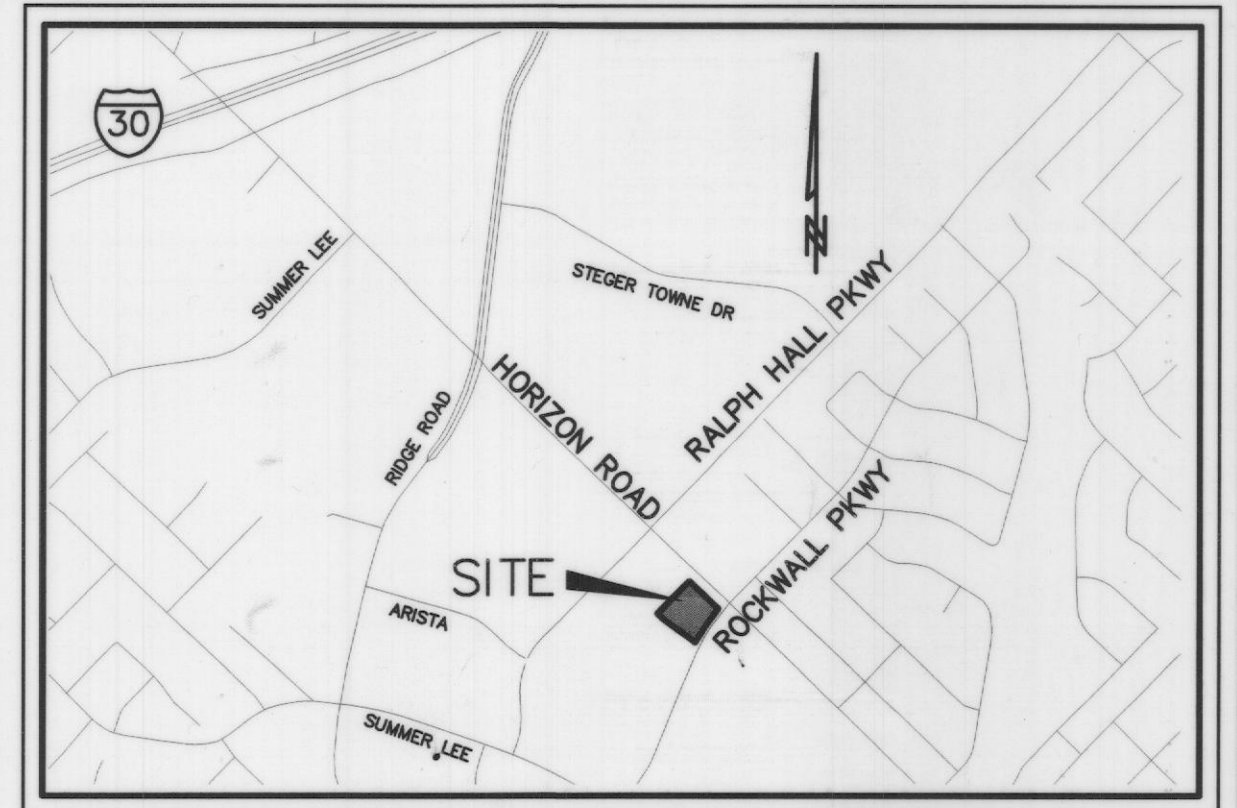 30
SUMMER LEE
STEGER TOWNE DR
N
RALPH HALL PKWY
HORIZON ROAD
RIDGE ROAD
ROCKWALL PKWY
SITE
ARISTA
SUMMER LEE